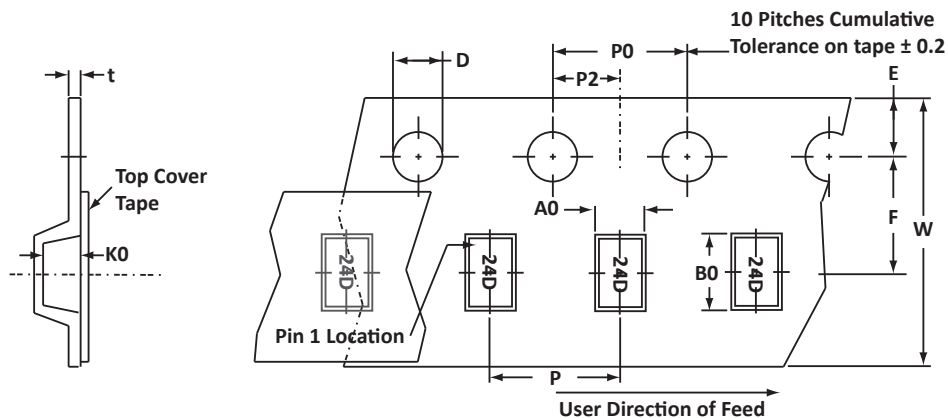 10 Pitches Cumulative
Tolerance on tape ± 0.2
P0
D
P2
E
t
Top Cover
Tape
A0
F
W
K0
B0
24D
24D
24D
24D
Pin 1 Location
P
User Direction of Feed